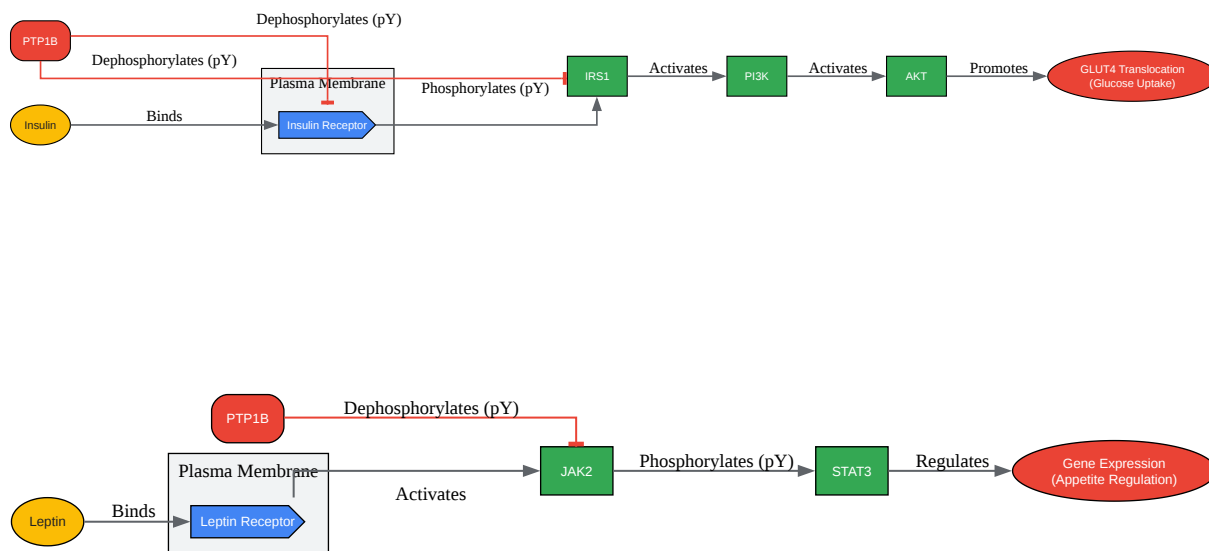 Dephosphorylates (pY)
PTP1B
Dephosphorylates (pY)
Plasma Membrane
Phosphorylates (pY)
IRS1
Activates
PI3K
Activates
AKT
Promotes
GLUT4 Translocation
(Glucose Uptake)
Insulin
Binds
Insulin Receptor
PTP1B
Dephosphorylates (pY)
Plasma Membrane
Activates
JAK2
Phosphorylates (pY)
STAT3
Regulates
Gene Expression
(Appetite Regulation)
Leptin
Binds
Leptin Receptor